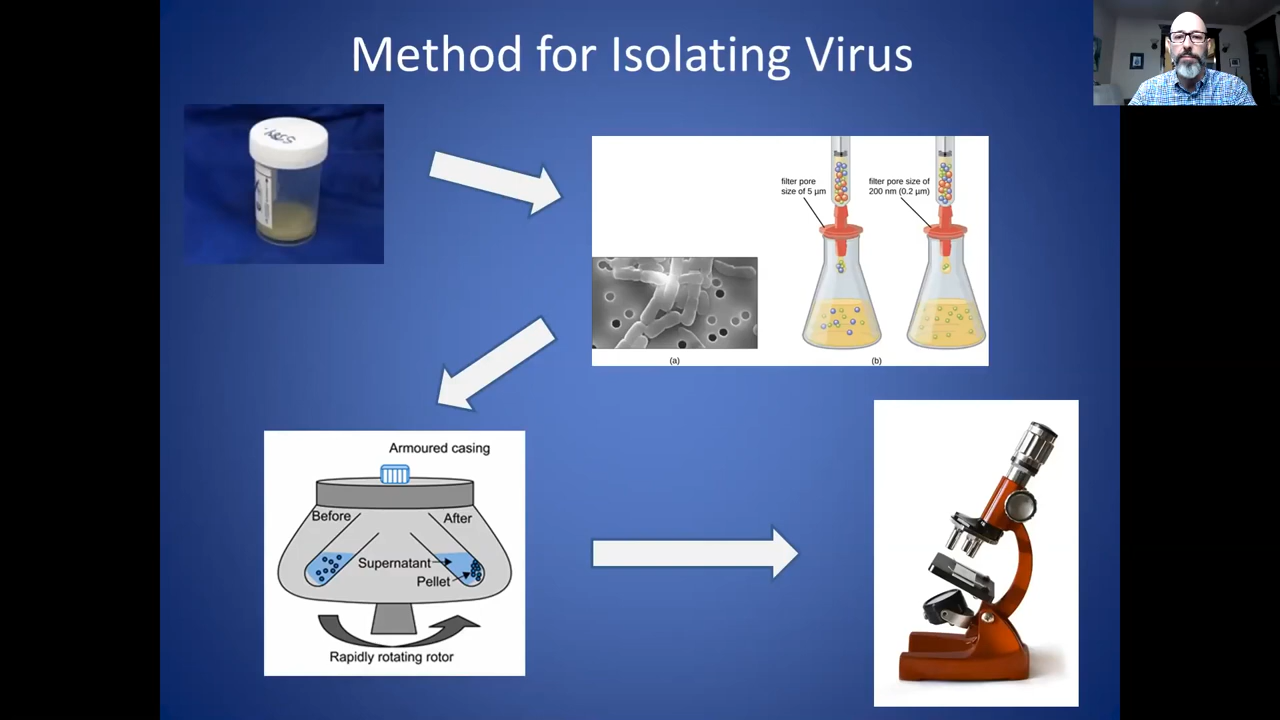 Method for Isolating Virus
filter pore
size of 5 µm
filter pore size of
200 nm (0.2 µm)
(a)
(b)
Armoured casing
Before
After
Supernatant
Pellet
Rapidly rotating rotor